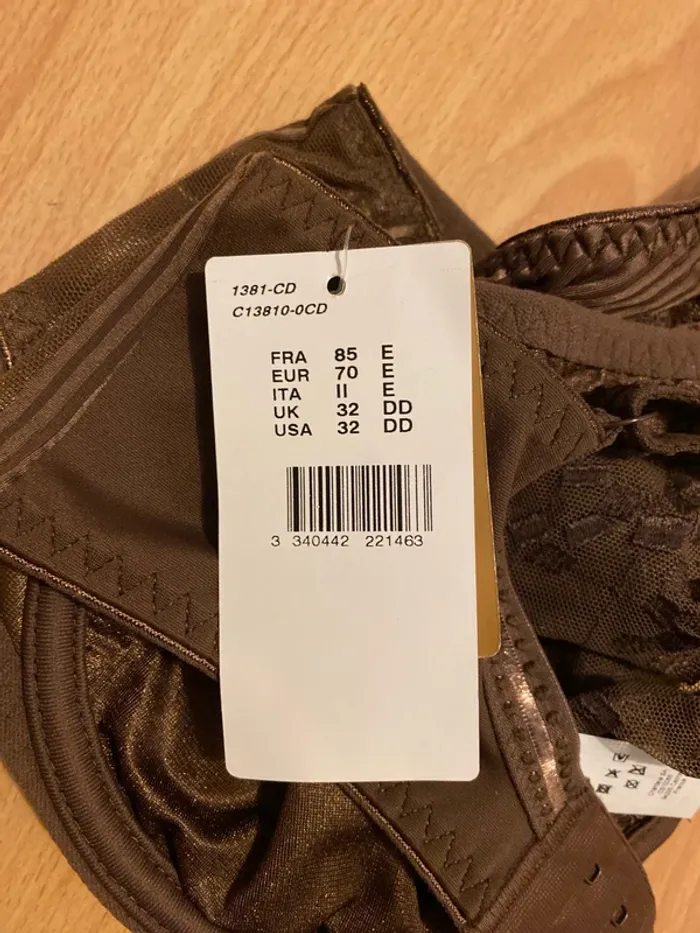 1381-CD
C13810-0CD
FRA 85 E
EUR 70 E
ITA II E
UK 32 DD
USA 32 DD
3 340442 221463